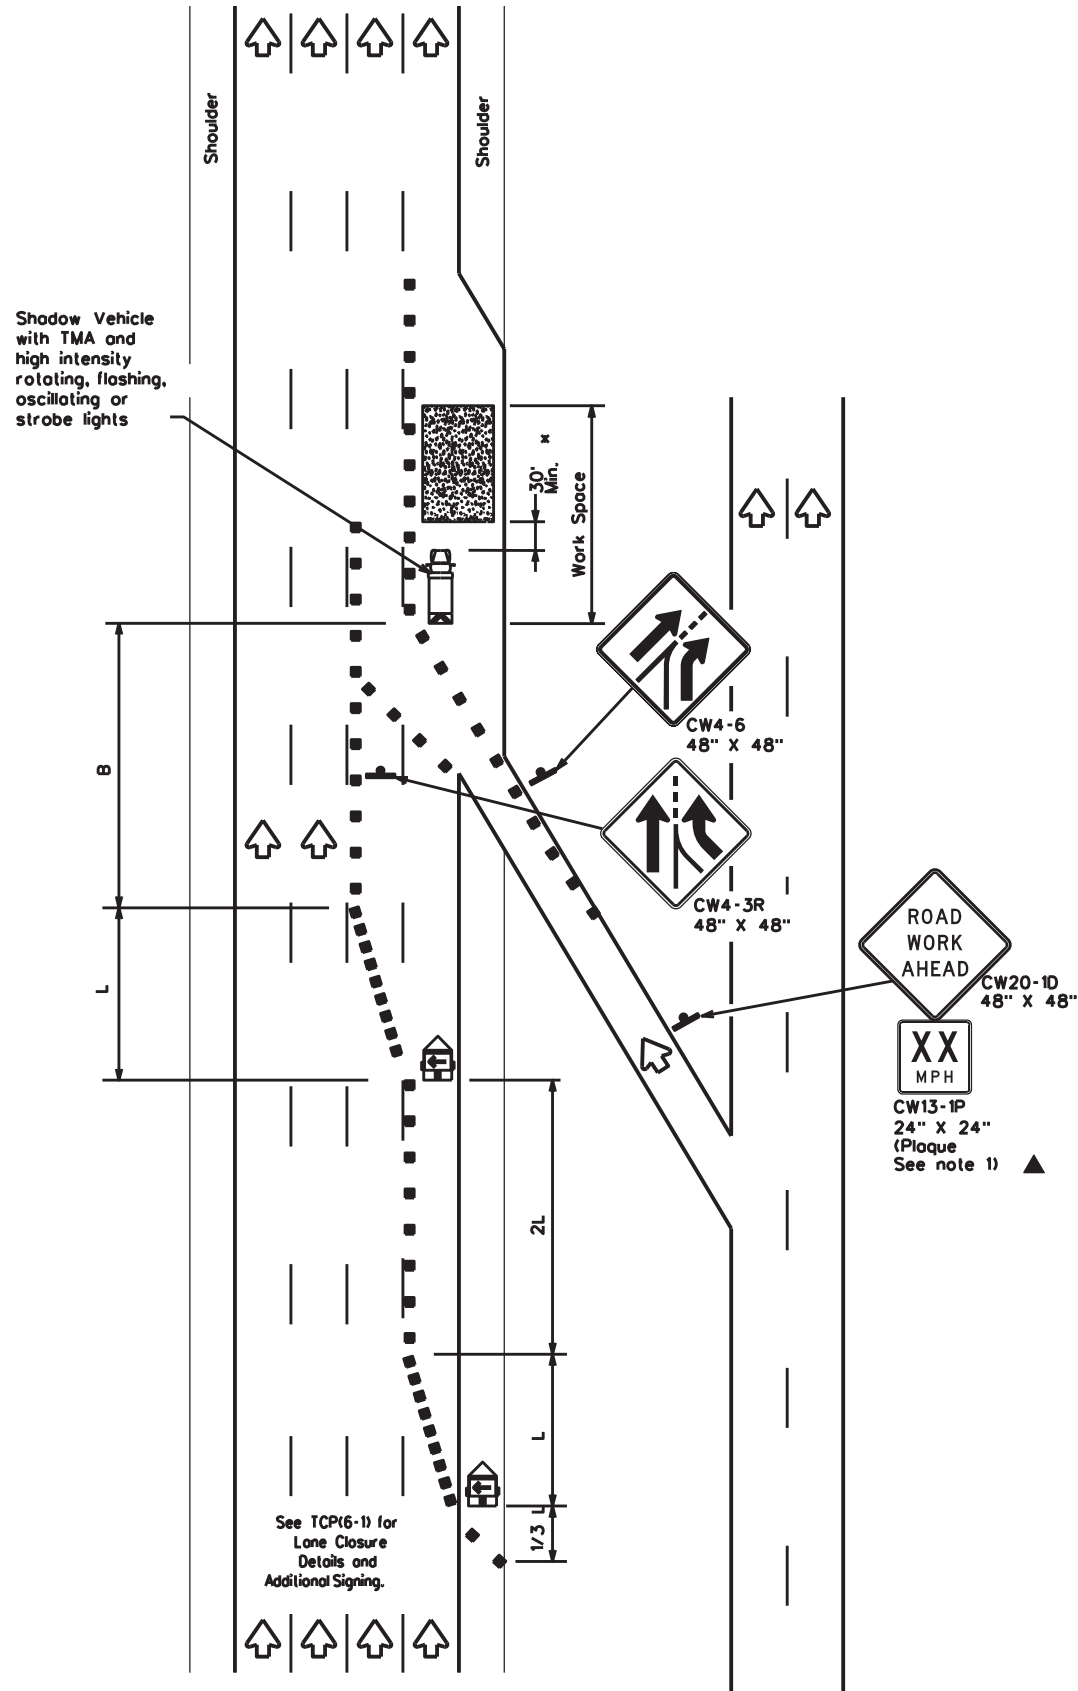 Shoulder
Shoulder
Shadow Vehicle
with TMA and
high intensity
rotating, flashing,
oscillating or
strobe lights
30'
Min.
x
Work Space
CW4-6
48" X 48"
B
CW4-3R
48" X 48"
L
ROAD
WORK
AHEAD
CW20-1D
48" X 48"
XX
MPH
CW13-1P
24" X 24"
(Plaque
See note 1)
2L
L
1/3 L
See TCP(6-1) for
Lane Closure
Details and
Additional Signing.